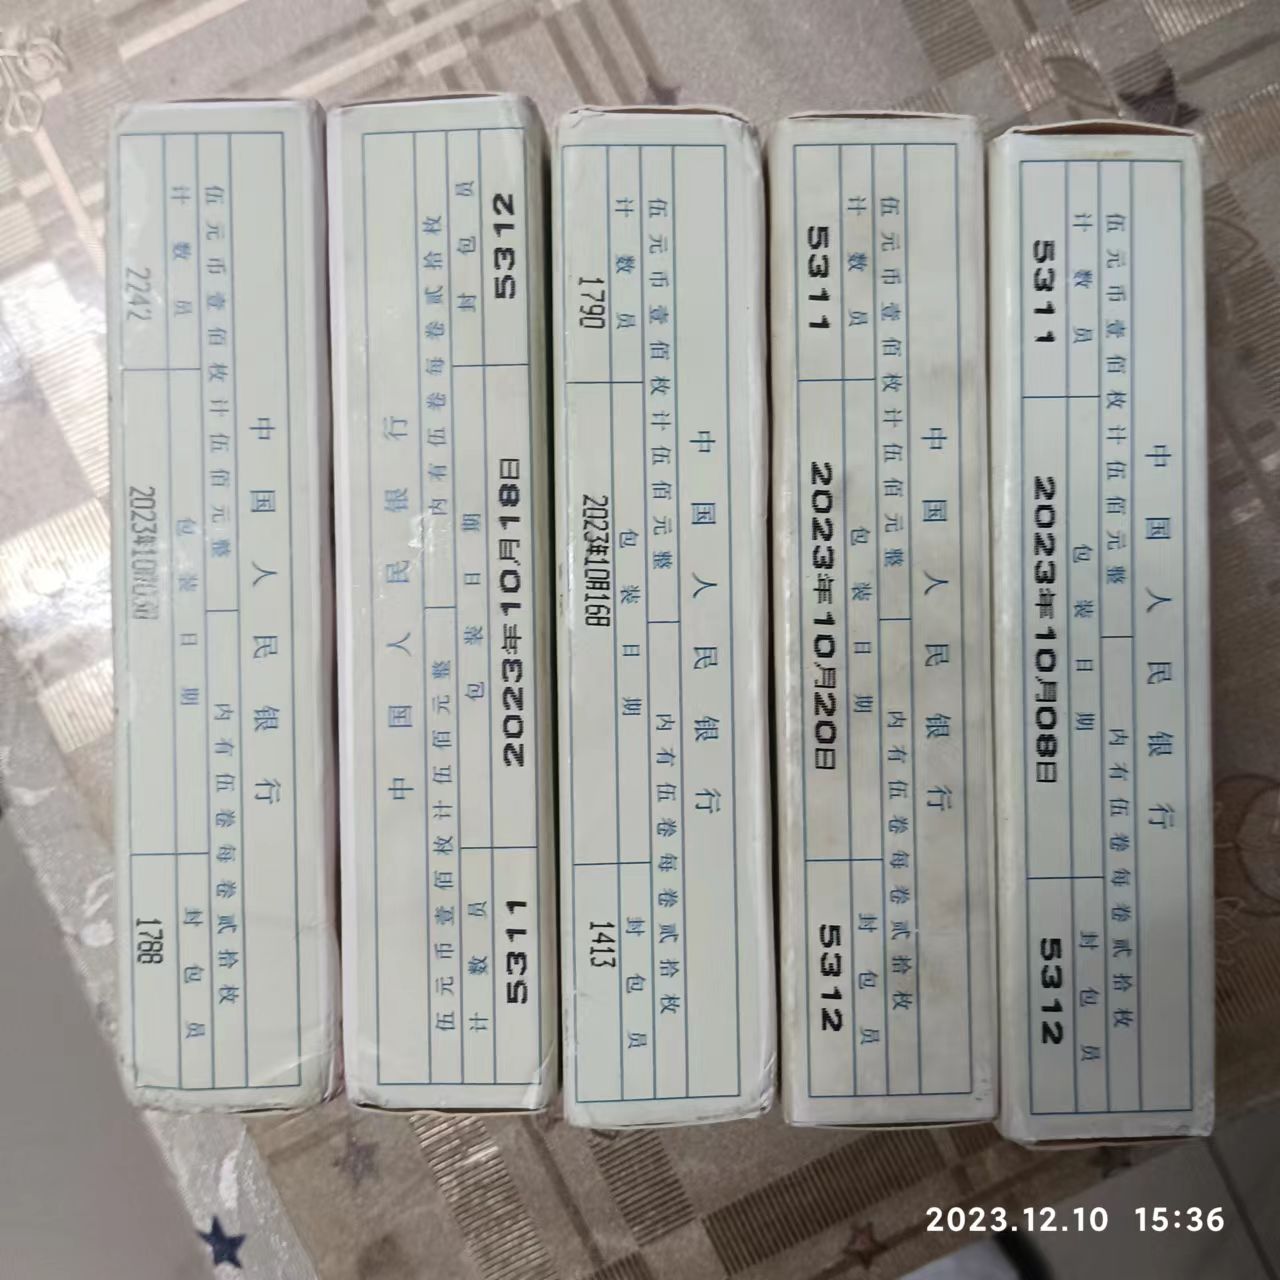 中国人民银行
伍元币壹佰枚计伍佰元整 内有伍卷每卷贰拾枚
计数员 包装日期 封包员
2242 1788
中国人民银行
伍元币壹佰枚计伍佰元整 内有伍卷每卷贰拾枚
计数员 包装日期 封包员
5311 2023年10月18日 5312
中国人民银行
伍元币壹佰枚计伍佰元整 内有伍卷每卷贰拾枚
计数员 包装日期 封包员
1790 2023年10月16日 1413
中国人民银行
伍元币壹佰枚计伍佰元整 内有伍卷每卷贰拾枚
计数员 包装日期 封包员
5311 2023年10月20日 5312
中国人民银行
伍元币壹佰枚计伍佰元整 内有伍卷每卷贰拾枚
计数员 包装日期 封包员
5311 2023年10月08日 5312
2023.12.10 15:36